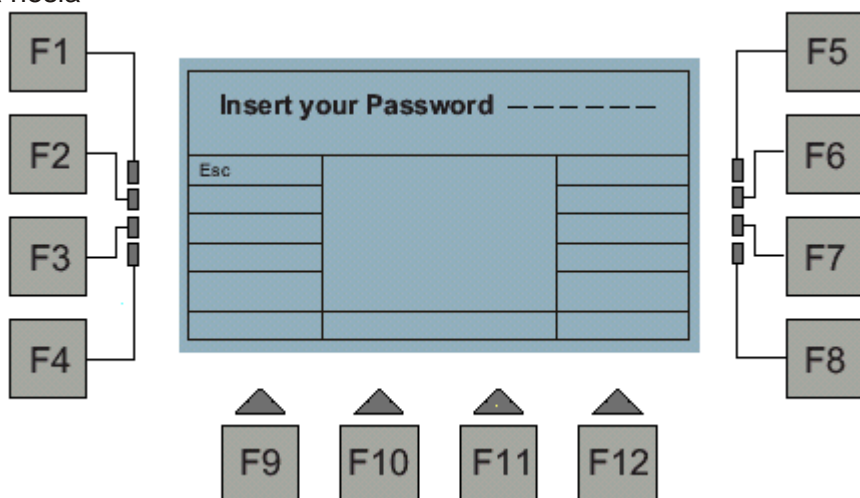 F1
F5
Insert your Password _ _ _ _ _ _
F2
Esc
F6
F3
F7
F4
F8
F9
F10
F11
F12